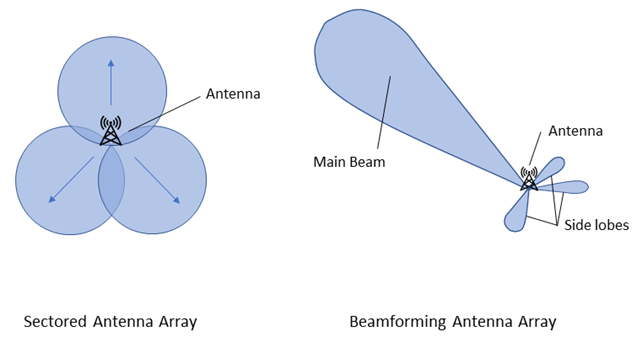 Antenna
Main Beam
Antenna
Side lobes
Sectored Antenna Array
Beamforming Antenna Array